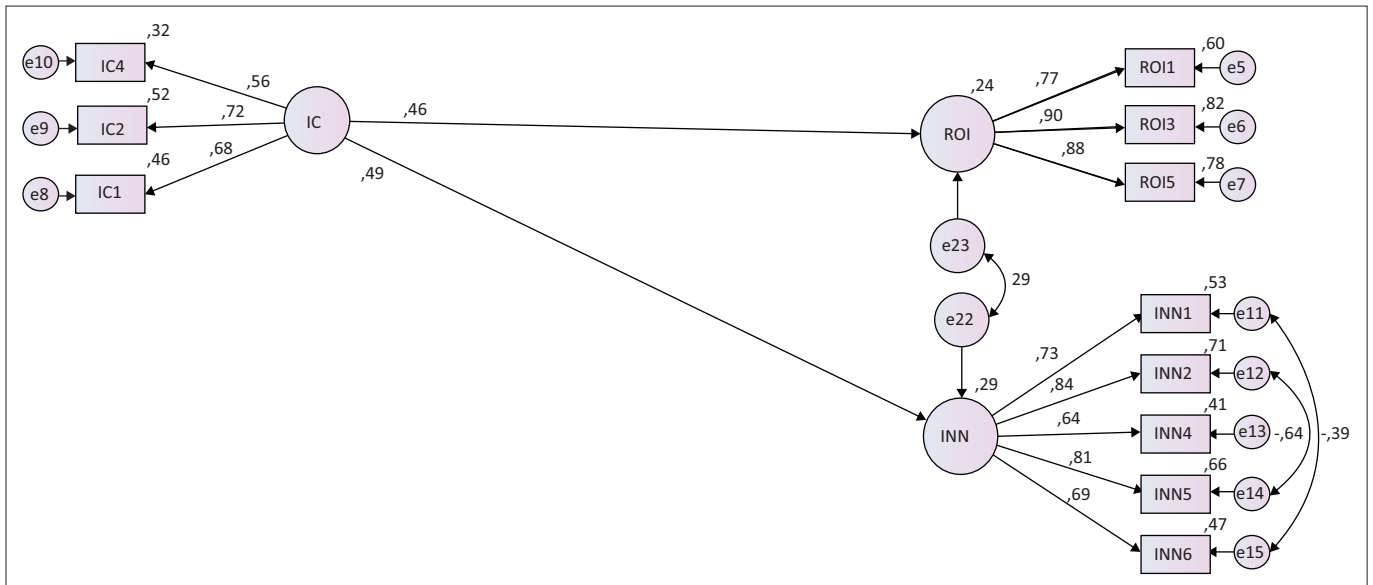 ,32
e10
IC4
,56
,52
e9
IC2
,72
,46
e8
IC1
,68
IC
,46
,49
,24
ROI
,77
,90
,88
,60
ROI1
e5
,82
ROI3
e6
,78
ROI5
e7
e23
29
e22
,29
INN
,73
,84
,64
,81
,69
,53
INN1
e11
,71
INN2
e12
,41
INN4
e13
-,64
-,39
,66
INN5
e14
,47
INN6
e15